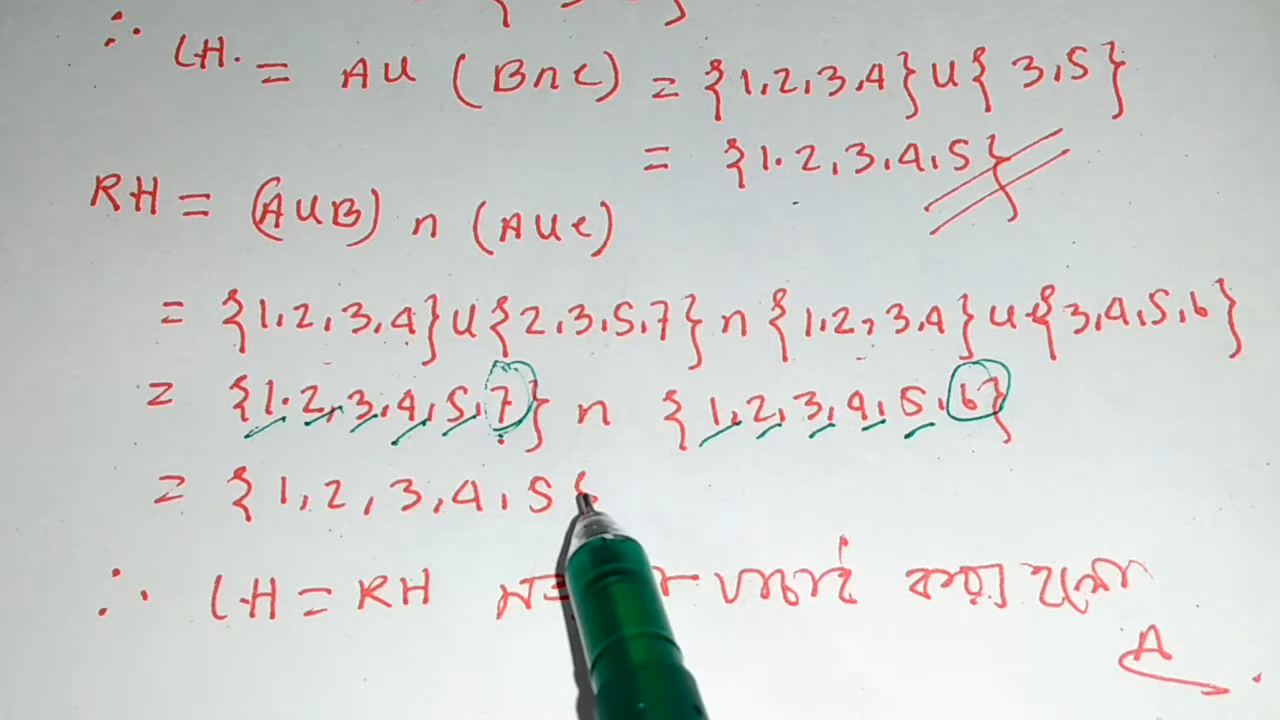 ∴ LH. = A∪ (B∩C) = {1,2,3,4}∪{ 3,5}
= {1.2,3,4,5}
RH = (A∪B) ∩ (A∪C)
= {1,2,3,4}∪{2,3,5,7}∩{1,2,3,4}∪{3,4,5,6}
= {1.2,3,4,5,7} ∩ {1,2,3,4,5,6}
= {1,2,3,4,5
∴ LH = RH যাচাই করা হলো
A